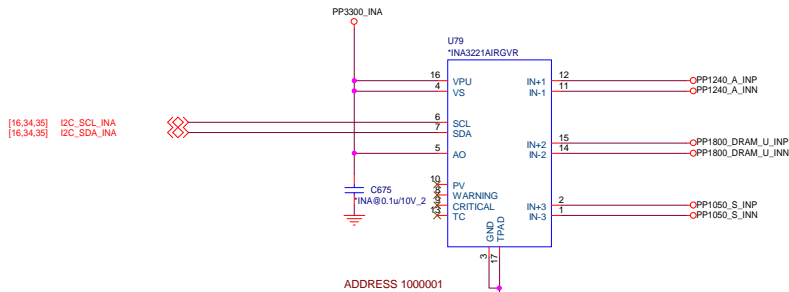 PP3300_INA
U79
*INA3221AIRGVR
16 VPU IN+1 12 PP1240_A_INP
4 VS IN-1 11 PP1240_A_INN
[16,34,35] I2C_SCL_INA 6 SCL
[16,34,35] I2C_SDA_INA 7 SDA
IN+2 15 PP1800_DRAM_U_INP
5 AO IN-2 14 PP1800_DRAM_U_INN
10 PV
C675 8 WARNING
*INA@0.1u/10V_2 9 CRITICAL IN+3 2 PP1050_S_INP
13 TC IN-3 1 PP1050_S_INN
GND
TPAD
3
17
ADDRESS 1000001